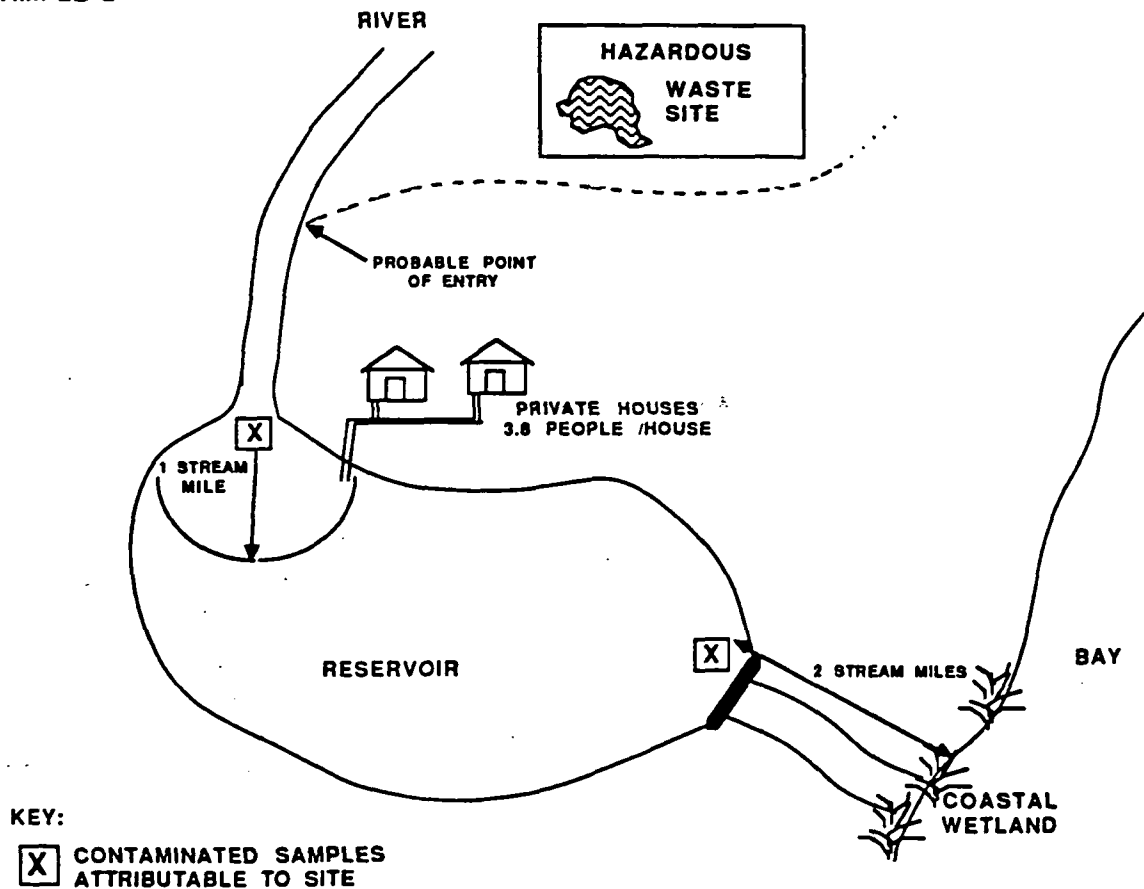 RIVER
HAZARDOUS
WASTE
SITE
PROBABLE POINT
OF ENTRY
PRIVATE HOUSES
3.8 PEOPLE /HOUSE
X
1 STREAM
MILE
RESERVOIR
X
2 STREAM MILES
BAY
COASTAL
WETLAND
KEY:
X CONTAMINATED SAMPLES
ATTRIBUTABLE TO SITE